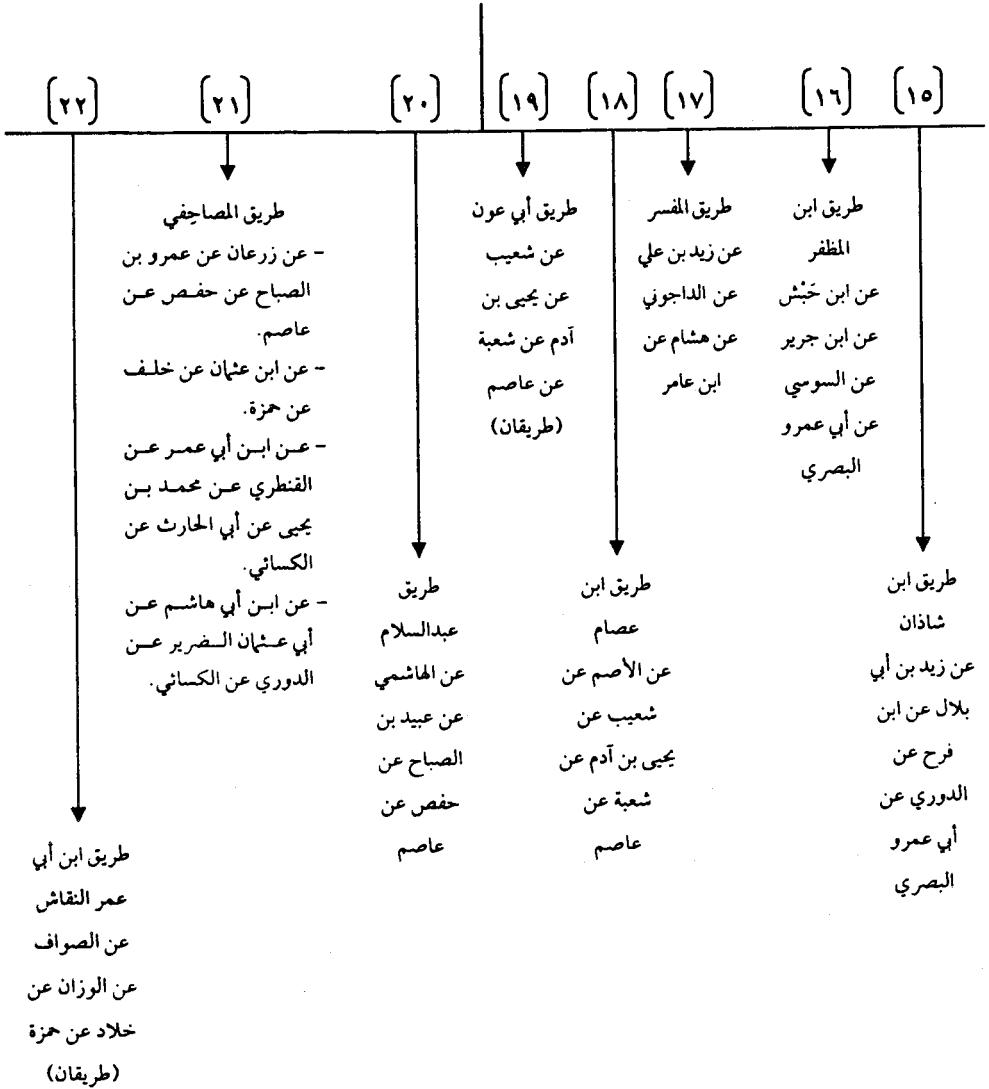 [١٥]
[١٦]
[١٧]
[١٨]
[١٩]
[٢٠]
[٢١]
[٢٢]
طريق ابن
شاذان
عن زيد بن أبي
بلال عن ابن
فرح عن
الدوري عن
أبي عمرو
البصري
طريق ابن
المظفر
عن ابن حَبْش
عن ابن جرير
عن السوسي
عن أبي عمرو
البصري
طريق المفسر
عن زيد بن علي
عن الداجوني
عن هشام عن
ابن عامر
طريق ابن
عصام
عن الأصم عن
شعيب عن
يحيى بن آدم عن
شعبة عن
عاصم
طريق أبي عون
عن شعيب
عن يحيى بن
آدم عن شعبة
عن عاصم
(طريقان)
طريق
عبدالسلام
عن الهاشمي
عن عبيد بن
الصباح عن
حفص عن
عاصم
طريق المصاحِفي
- عن زرعان عن عمرو بن
الصباح عن حفص عن
عاصم.
- عن ابن عثمان عن خلف
عن حمزة.
- عن ابن أبي عمر عن
القنطري عن محمد بن
يحيى عن أبي الحارث عن
الكسائي.
- عن ابن أبي هاشم عن
أبي عثمان الضرير عن
الدوري عن الكسائي.
طريق ابن أبي
عمر النقاش
عن الصواف
عن الوزان عن
خلاد عن حمزة
(طريقان)